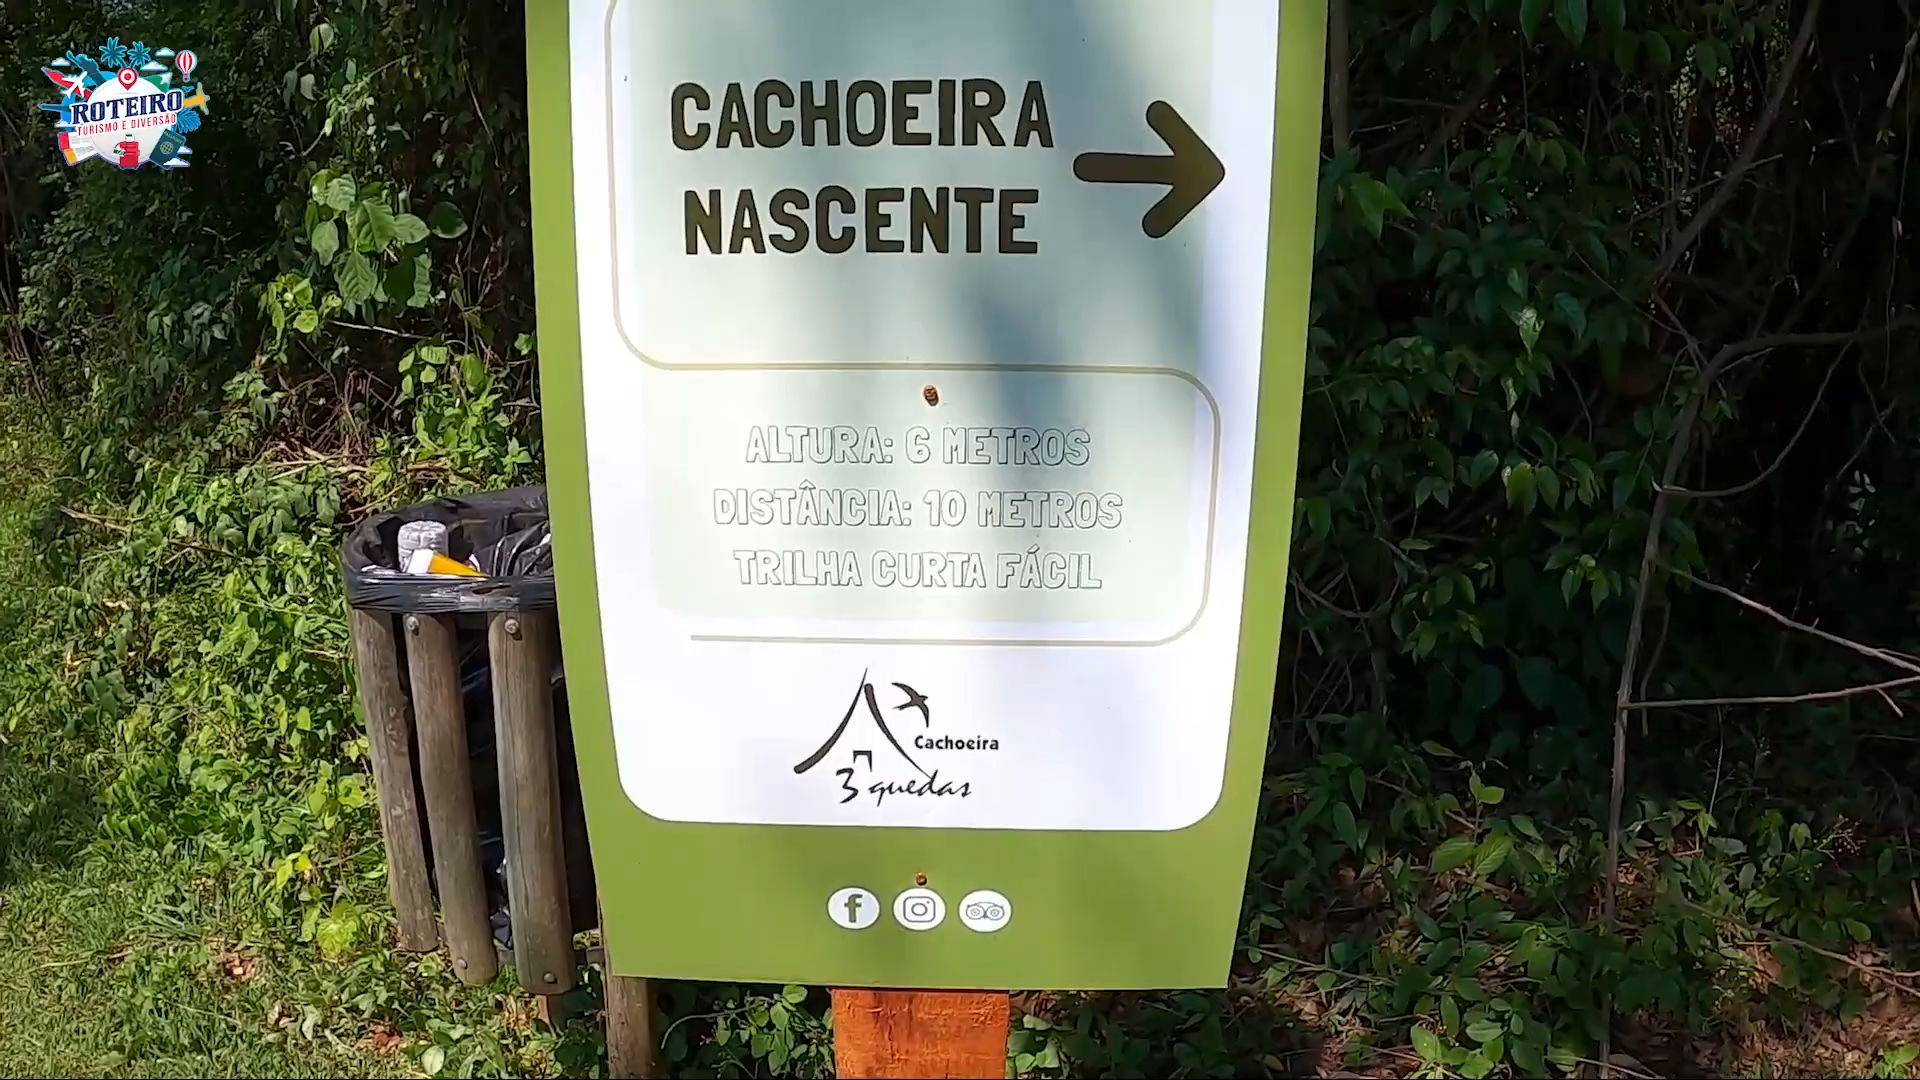 ROTEIRO
TURISMO E DIVERSÃO
CACHOEIRA
NASCENTE
ALTURA: 6 METROS
DISTÂNCIA: 10 METROS
TRILHA CURTA FÁCIL
Cachoeira
3 quedas